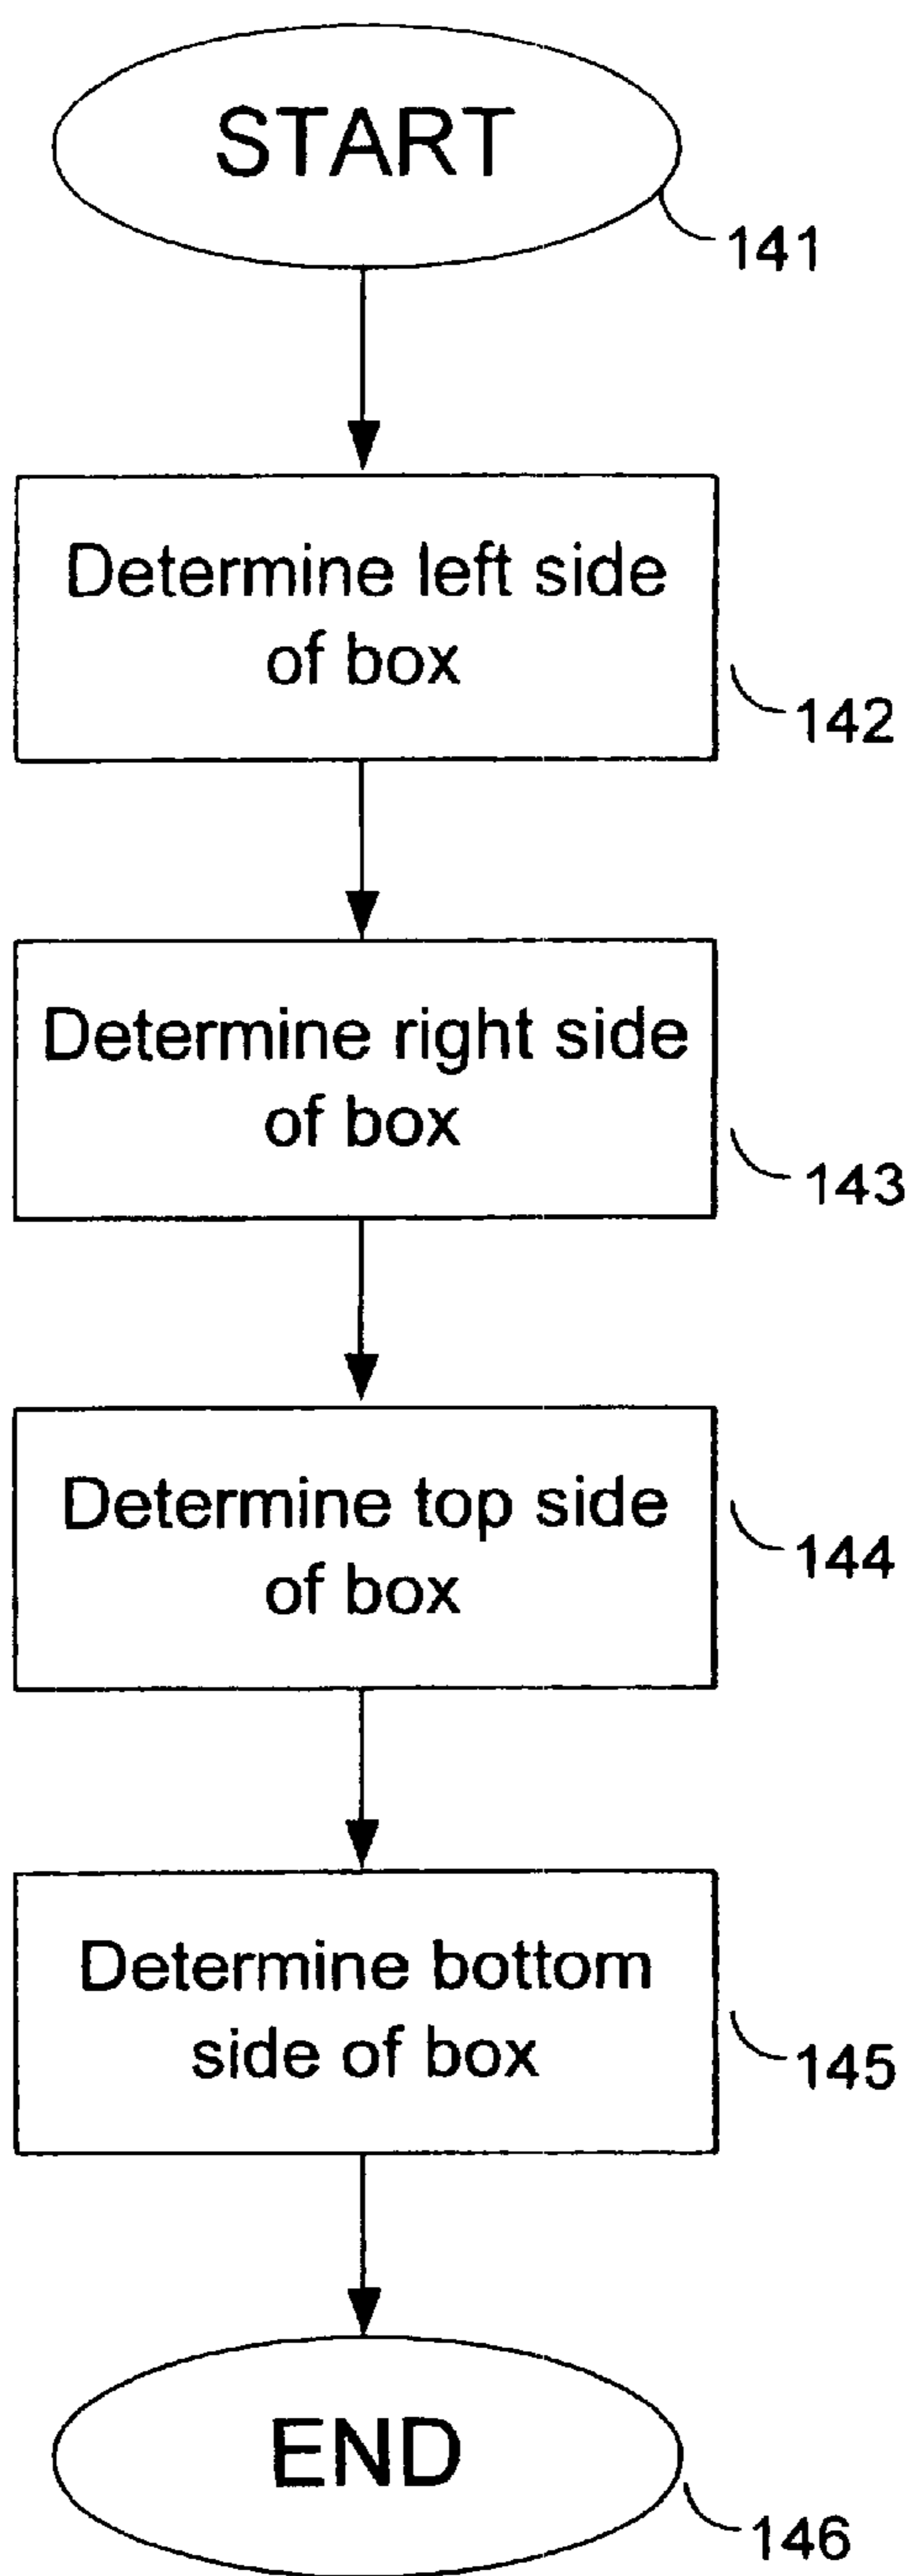 START
141
Determine left side
of box
142
Determine right side
of box
143
Determine top side
of box
144
Determine bottom
side of box
145
END
146